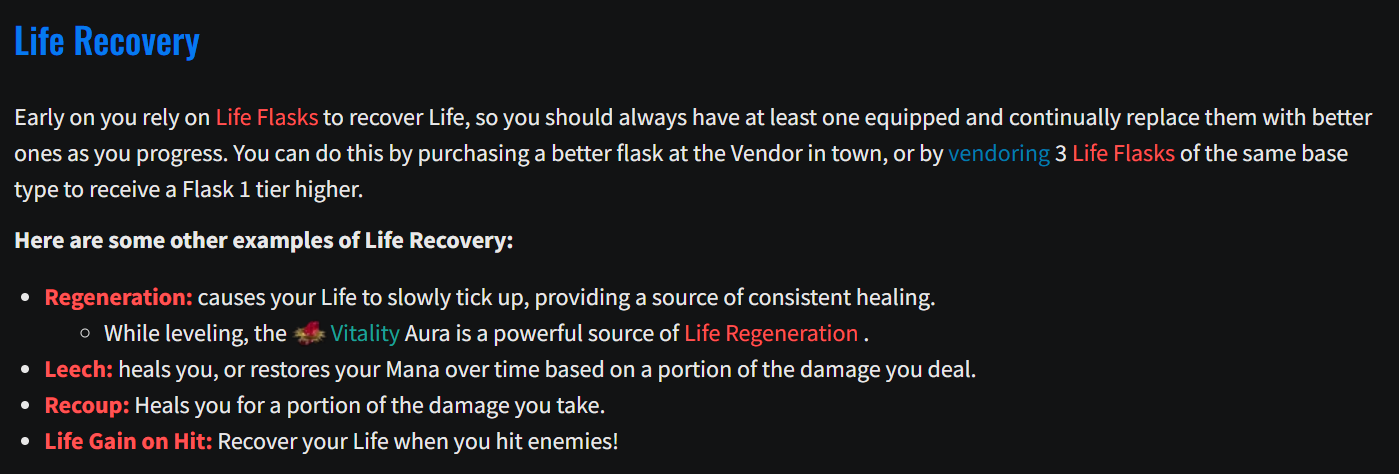 Life Recovery
Early on you rely on Life Flasks to recover Life, so you should always have at least one equipped and continually replace them with better
ones as you progress. You can do this by purchasing a better flask at the Vendor in town, or by vendoring 3 Life Flasks of the same base
type to receive a Flask 1 tier higher.
Here are some other examples of Life Recovery:
• Regeneration: causes your Life to slowly tick up, providing a source of consistent healing.
○ While leveling, the Vitality Aura is a powerful source of Life Regeneration .
• Leech: heals you, or restores your Mana over time based on a portion of the damage you deal.
• Recoup: Heals you for a portion of the damage you take.
• Life Gain on Hit: Recover your Life when you hit enemies!